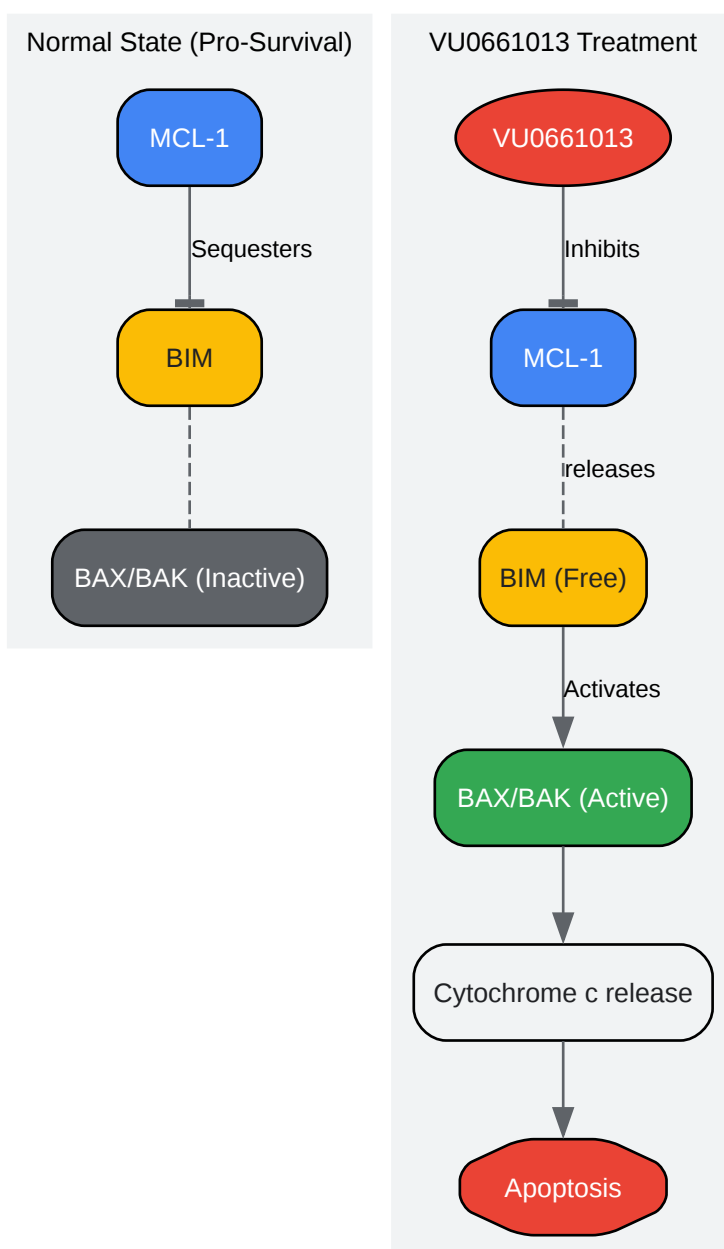 Normal State (Pro-Survival)
MCL-1
Sequesters
BIM
BAX/BAK (Inactive)
VU0661013 Treatment
VU0661013
Inhibits
MCL-1
releases
BIM (Free)
Activates
BAX/BAK (Active)
Cytochrome c release
Apoptosis